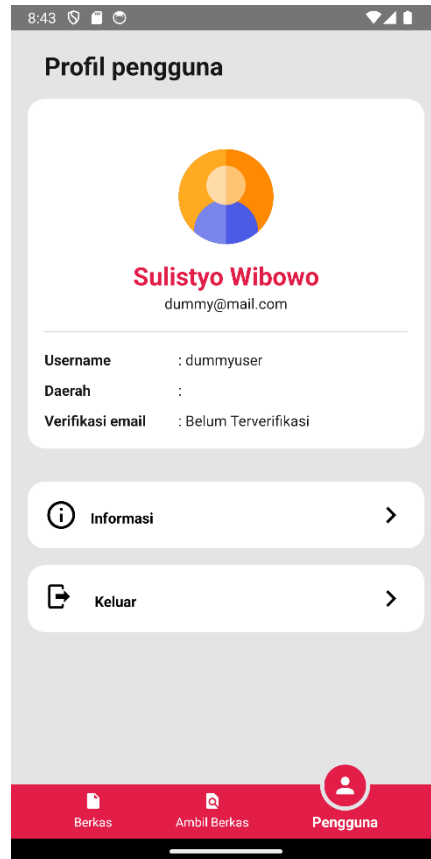 8:43
Profil pengguna
Sulistyo Wibowo
dummy@mail.com
Username : dummyuser
Daerah :
Verifikasi email : Belum Terverifikasi
Informasi
Keluar
Berkas Ambil Berkas Pengguna